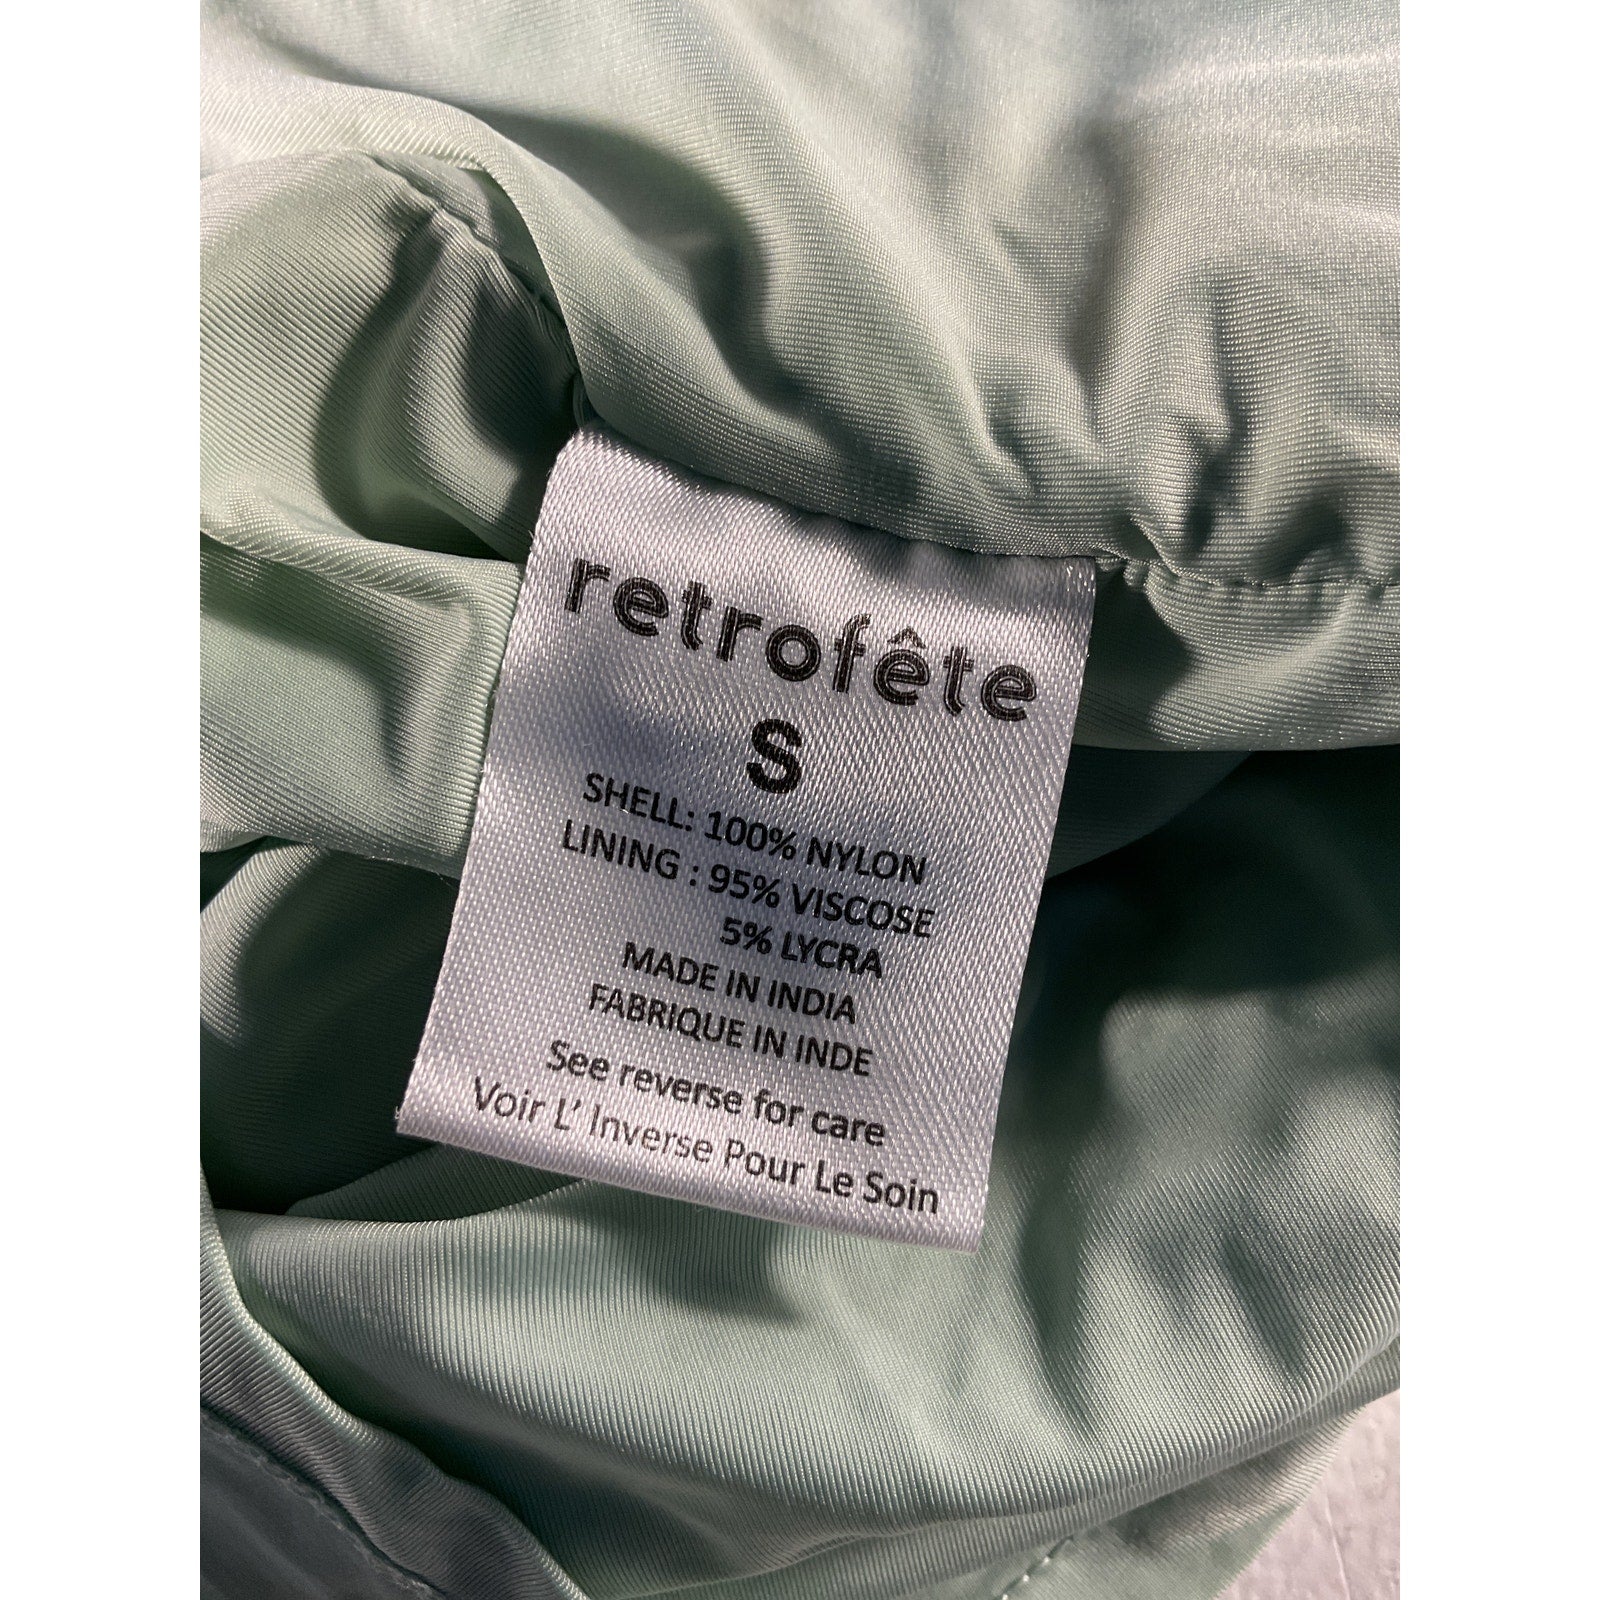 retrofête
S
SHELL: 100% NYLON
LINING : 95% VISCOSE
5% LYCRA
MADE IN INDIA
FABRIQUE IN INDE
See reverse for care
Voir L' Inverse Pour Le Soin